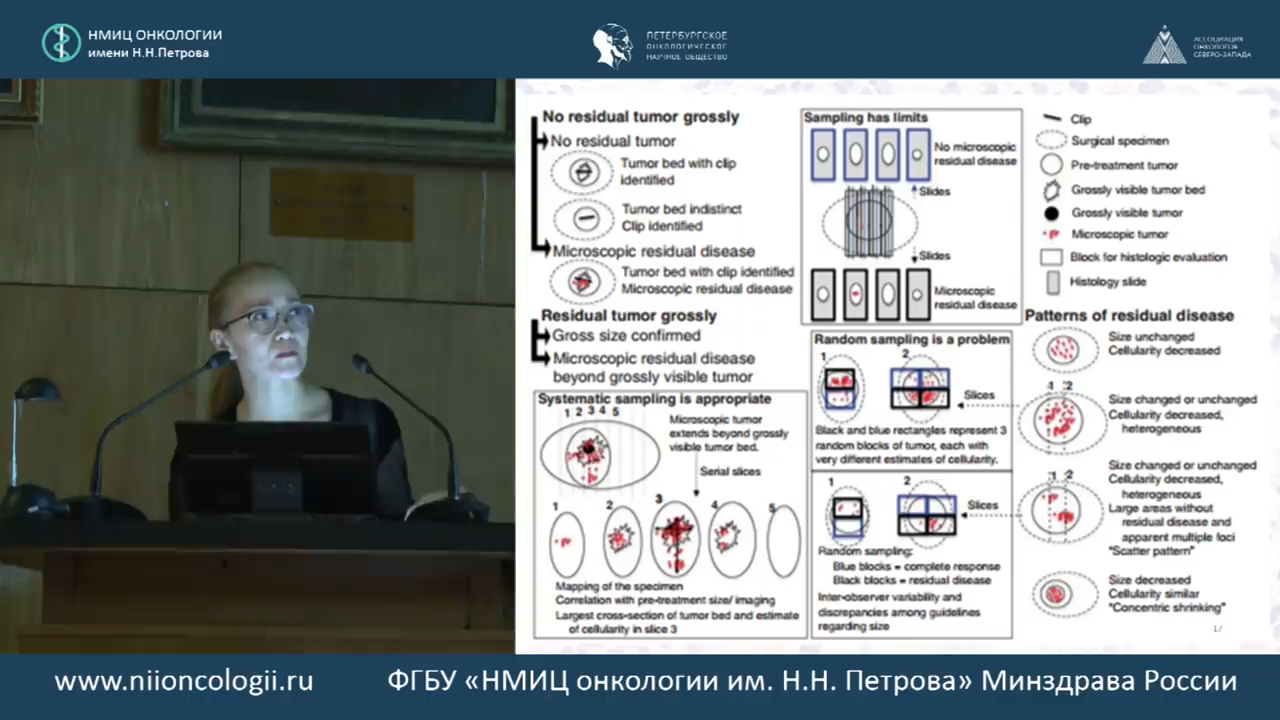 НМИЦ ОНКОЛОГИИ
имени Н.Н.Петрова
ПЕТЕРБУРГСКОЕ
ОНКОЛОГИЧЕСКОЕ
НАУЧНОЕ ОБЩЕСТВО
АССОЦИАЦИЯ
ОНКОЛОГОВ
СЕВЕРО-ЗАПАДА
No residual tumor grossly
No residual tumor
Tumor bed with clip
identified
Tumor bed indistinct
Clip identified
Microscopic residual disease
Tumor bed with clip identified
Microscopic residual disease
Residual tumor grossly
Gross size confirmed
Microscopic residual disease
beyond grossly visible tumor
Systematic sampling is appropriate
1 2 3 4 5
Microscopic tumor
extends beyond grossly
visible tumor bed.
Serial slices
1 2 3 4 5
Mapping of the specimen
Correlation with pre-treatment size/ imaging
Largest cross-section of tumor bed and estimate
of cellularity in slice 3
Sampling has limits
No microscopic
residual disease
Slides
Slides
Microscopic
residual disease
Random sampling is a problem
1 2
Slices
Black and blue rectangles represent 3
random blocks of tumor, each with
very different estimates of cellularity.
1 2
Slices
Random sampling:
Blue blocks = complete response
Black blocks = residual disease
Inter-observer variability and
discrepancies among guidelines
regarding size
Clip
Surgical specimen
Pre-treatment tumor
Grossly visible tumor bed
Grossly visible tumor
Microscopic tumor
Block for histologic evaluation
Histology slide
Patterns of residual disease
Size unchanged
Cellularity decreased
1 2
Size changed or unchanged
Cellularity decreased,
heterogeneous
1 2
Size changed or unchanged
Cellularity decreased,
heterogeneous
Large areas without
residual disease and
apparent multiple foci
"Scatter pattern"
Size decreased
Cellularity similar
"Concentric shrinking"
17
www.niioncologii.ru
ФГБУ «НМИЦ онкологии им. Н.Н. Петрова» Минздрава России